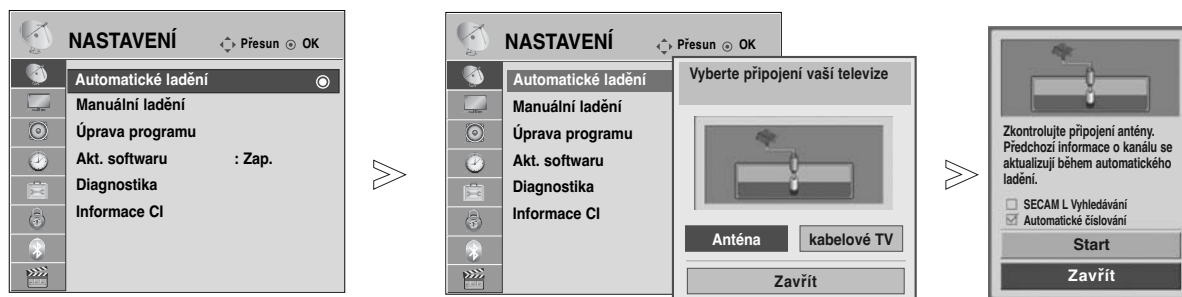 NASTAVENÍ Přesun OK
Automatické ladění
Manuální ladění
Úprava programu
Akt. softwaru : Zap.
Diagnostika
Informace CI
NASTAVENÍ Přesun OK
Automatické ladění
Manuální ladění
Úprava programu
Akt. softwaru
Diagnostika
Informace CI
Vyberte připojení vaší televize
Anténa kabelové TV
Zavřít
Zkontrolujte připojení antény.
Předchozí informace o kanálu se
aktualizují během automatického
ladění.
SECAM L Vyhledávání
Automatické číslování
Start
Zavřít